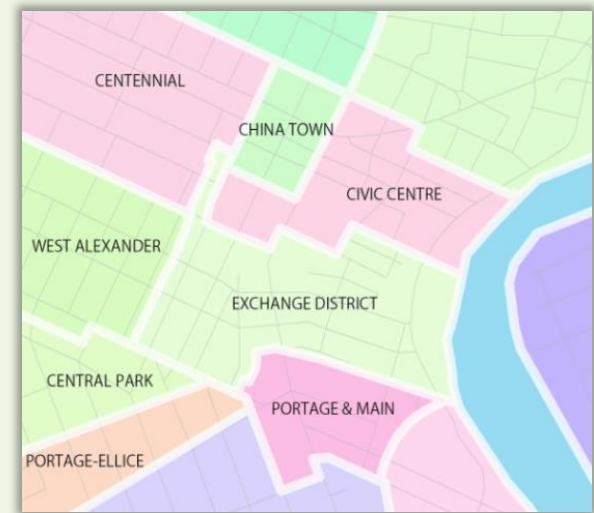 CENTENNIAL
CHINA TOWN
CIVIC CENTRE
WEST ALEXANDER
EXCHANGE DISTRICT
CENTRAL PARK
PORTAGE & MAIN
PORTAGE-ELLICE